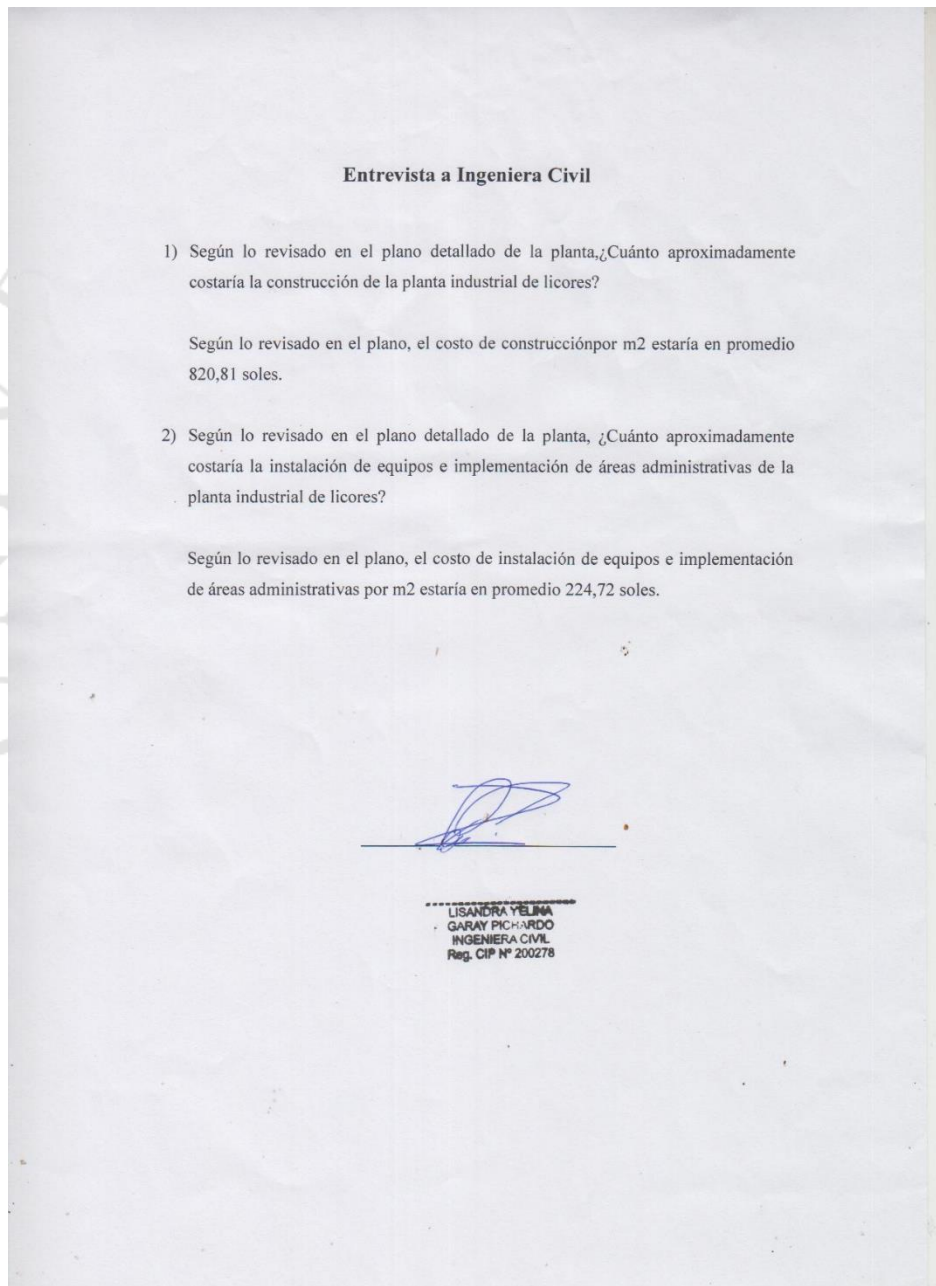 Entrevista a Ingeniera Civil
1) Según lo revisado en el plano detallado de la planta,¿Cuánto aproximadamente
costaría la construcción de la planta industrial de licores?
Según lo revisado en el plano, el costo de construcciónpor m2 estaría en promedio
820,81 soles.
2) Según lo revisado en el plano detallado de la planta, ¿Cuánto aproximadamente
costaría la instalación de equipos e implementación de áreas administrativas de la
planta industrial de licores?
Según lo revisado en el plano, el costo de instalación de equipos e implementación
de áreas administrativas por m2 estaría en promedio 224,72 soles.
LISANDRA YELINA
GARAY PICHARDO
INGENIERA CIVIL
Reg. CIP Nº 200278